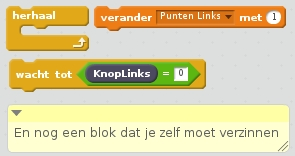 herhaal
verander Punten Links met 1
wacht tot KnopLinks = 0
En nog een blok dat je zelf moet verzinnen